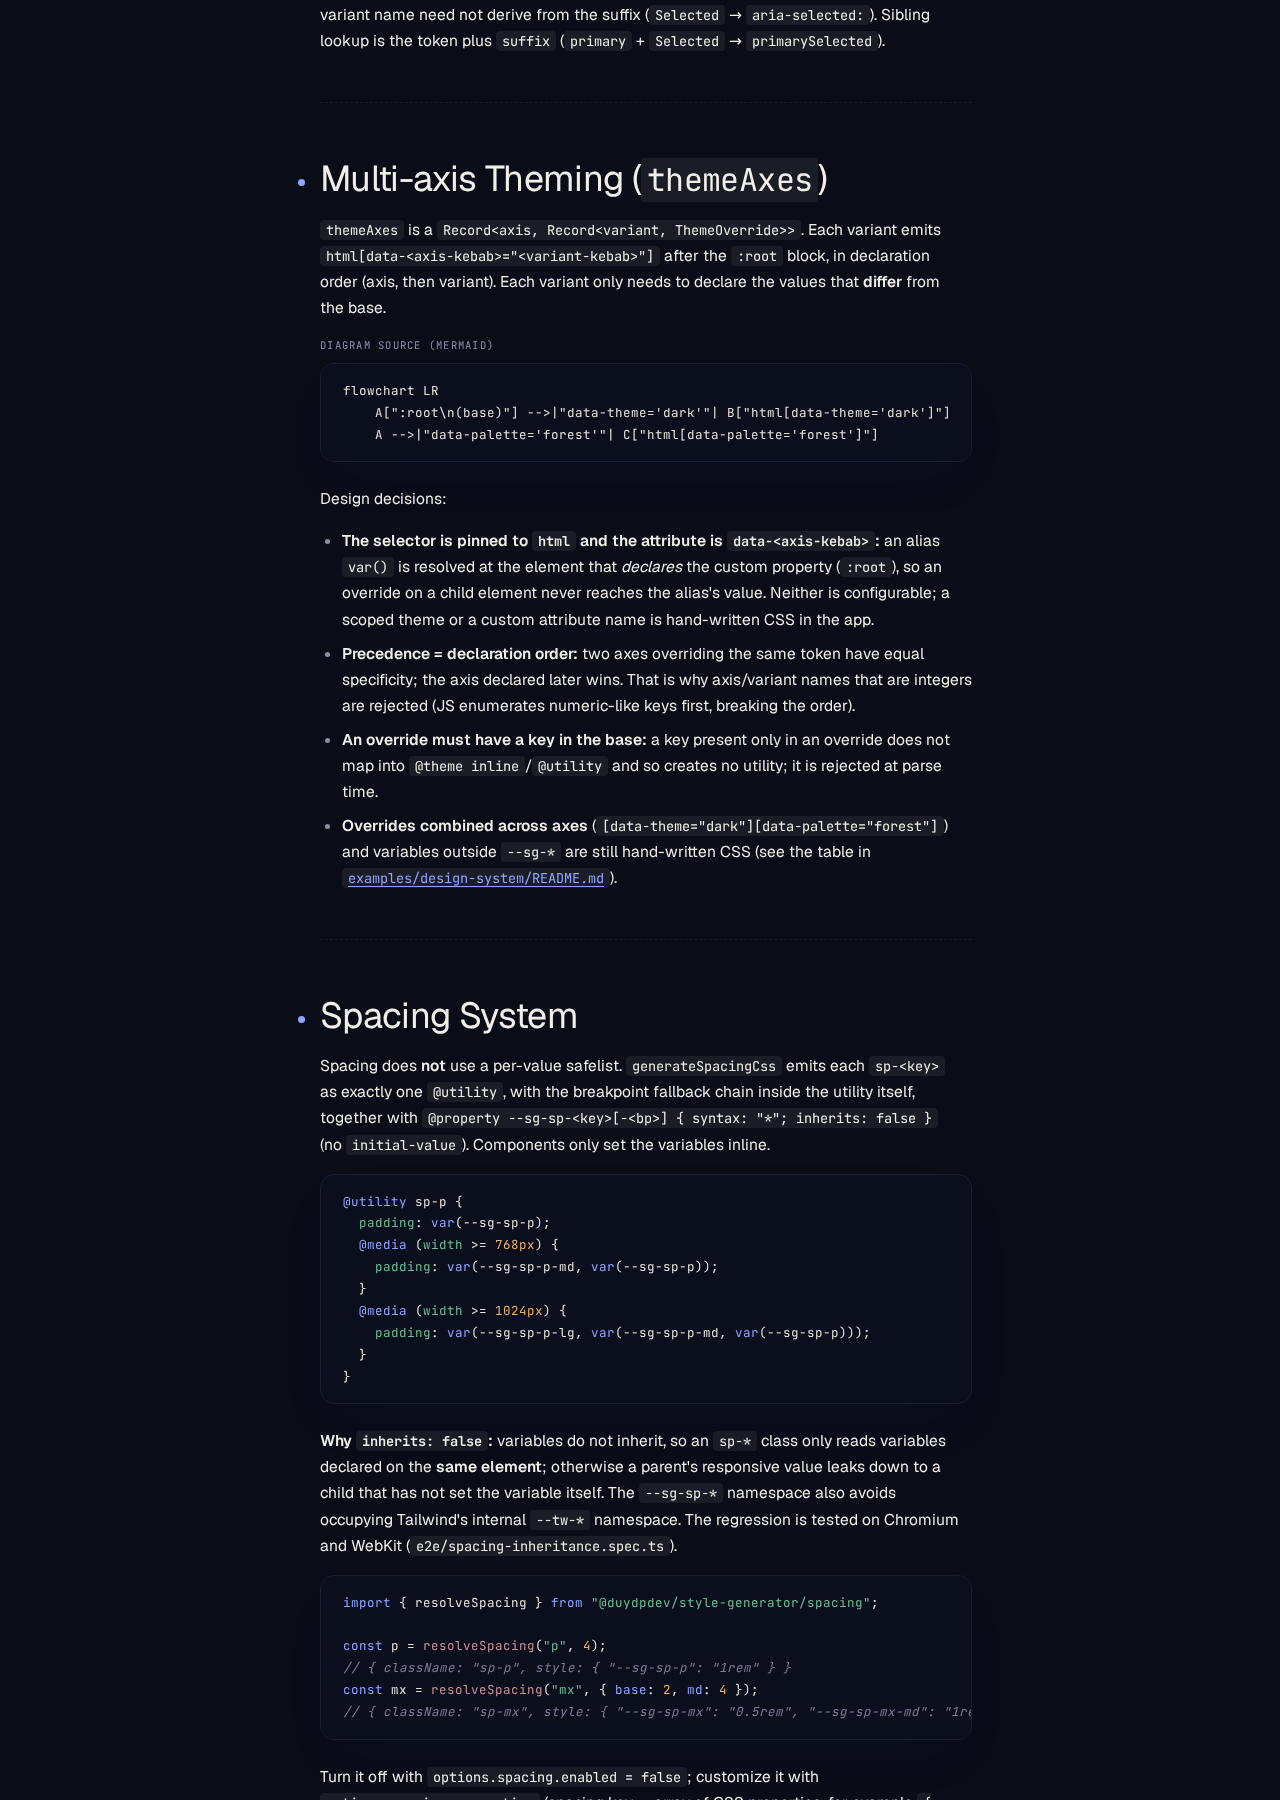 variant name need not derive from the suffix (Selected → aria-selected:). Sibling
lookup is the token plus suffix (primary + Selected → primarySelected).
Multi-axis Theming (themeAxes)
themeAxes is a Record<axis, Record<variant, ThemeOverride>>. Each variant emits
html[data-<axis-kebab>="<variant-kebab>"] after the :root block, in declaration
order (axis, then variant). Each variant only needs to declare the values that differ from
the base.
DIAGRAM SOURCE (MERMAID)
flowchart LR
    A[":root\n(base)"] -->|"data-theme='dark'"| B["html[data-theme='dark']"]
    A -->|"data-palette='forest'"| C["html[data-palette='forest']"]
Design decisions:
• The selector is pinned to html and the attribute is data-<axis-kebab>: an alias
var() is resolved at the element that declares the custom property (:root), so an
override on a child element never reaches the alias's value. Neither is configurable; a
scoped theme or a custom attribute name is hand-written CSS in the app.
• Precedence = declaration order: two axes overriding the same token have equal
specificity; the axis declared later wins. That is why axis/variant names that are integers
are rejected (JS enumerates numeric-like keys first, breaking the order).
• An override must have a key in the base: a key present only in an override does not
map into @theme inline/@utility and so creates no utility; it is rejected at parse
time.
• Overrides combined across axes ([data-theme="dark"][data-palette="forest"])
and variables outside --sg-* are still hand-written CSS (see the table in
examples/design-system/README.md).
Spacing System
Spacing does not use a per-value safelist. generateSpacingCss emits each sp-<key>
as exactly one @utility, with the breakpoint fallback chain inside the utility itself,
together with @property --sg-sp-<key>[-<bp>] { syntax: "*"; inherits: false }
(no initial-value). Components only set the variables inline.
@utility sp-p {
  padding: var(--sg-sp-p);
  @media (width >= 768px) {
    padding: var(--sg-sp-p-md, var(--sg-sp-p));
  }
  @media (width >= 1024px) {
    padding: var(--sg-sp-p-lg, var(--sg-sp-p-md, var(--sg-sp-p)));
  }
}
Why inherits: false: variables do not inherit, so an sp-* class only reads variables
declared on the same element; otherwise a parent's responsive value leaks down to a
child that has not set the variable itself. The --sg-sp-* namespace also avoids
occupying Tailwind's internal --tw-* namespace. The regression is tested on Chromium
and WebKit (e2e/spacing-inheritance.spec.ts).
import { resolveSpacing } from "@duydpdev/style-generator/spacing";
const p = resolveSpacing("p", 4);
// { className: "sp-p", style: { "--sg-sp-p": "1rem" } }
const mx = resolveSpacing("mx", { base: 2, md: 4 });
// { className: "sp-mx", style: { "--sg-sp-mx": "0.5rem", "--sg-sp-mx-md": "1re
Turn it off with options.spacing.enabled = false; customize it with